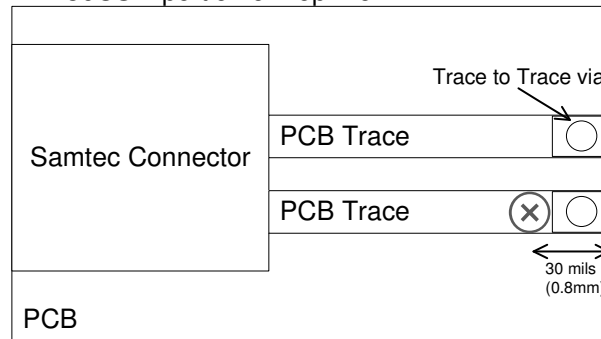 Trace to Trace via
PCB Trace
Samtec Connector
PCB Trace
30 mils
(0.8mm)
PCB